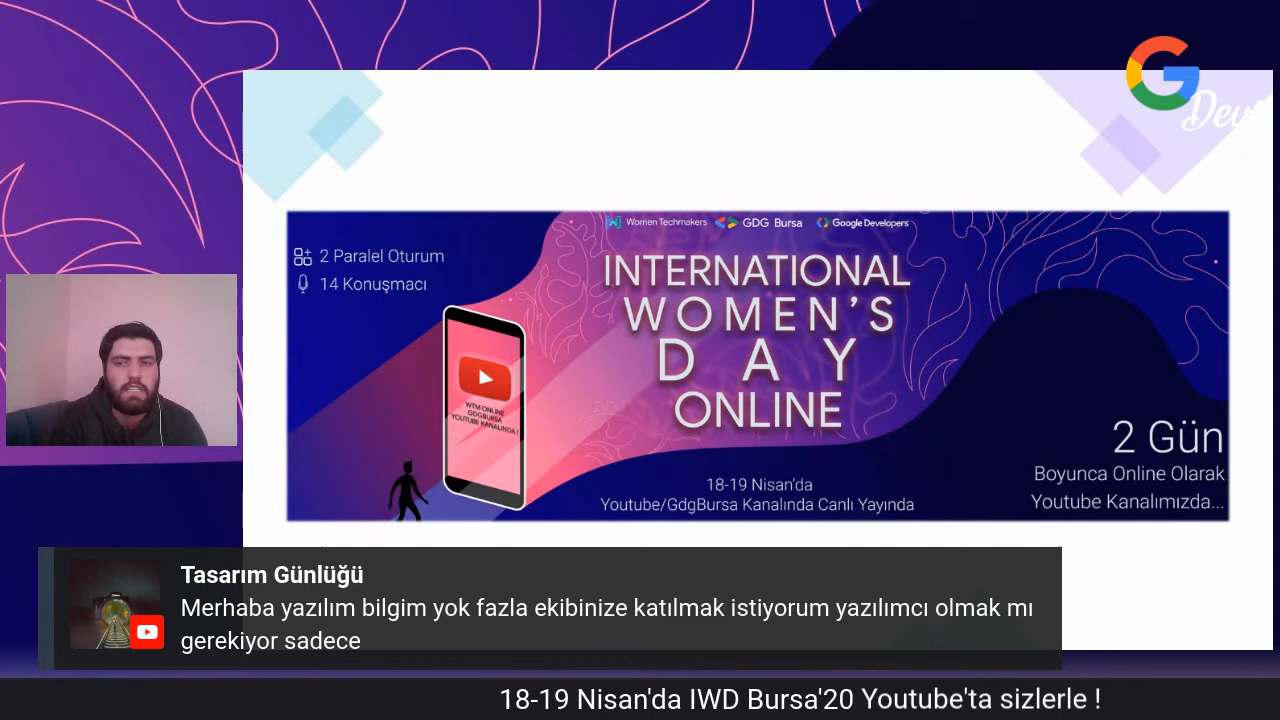 Dev
Women Techmakers GDG Bursa Google Developers
2 Paralel Oturum
14 Konuşmacı
INTERNATIONAL
WOMEN'S
DAY
ONLINE
WTM ONLINE
GDGBURSA
YOUTUBE KANALINDA !
2 Gün
Boyunca Online Olarak
Youtube Kanalımızda...
18-19 Nisan'da
Youtube/GdgBursa Kanalında Canlı Yayında
Tasarım Günlüğü
Merhaba yazılım bilgim yok fazla ekibinize katılmak istiyorum yazılımcı olmak mı
gerekiyor sadece
18-19 Nisan'da IWD Bursa'20 Youtube'ta sizlerle !